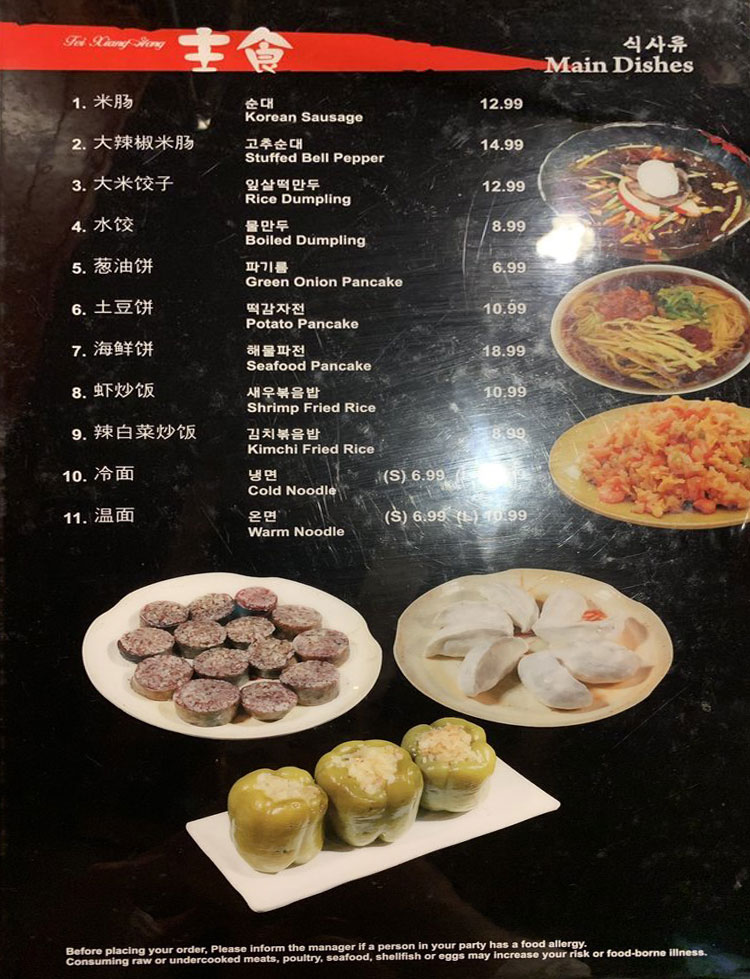 Fei Xiang Hong 主食
식사류
Main Dishes
1. 米肠 순대 12.99
Korean Sausage
2. 大辣椒米肠 고추순대 14.99
Stuffed Bell Pepper
3. 大米饺子 잎살떡만두 12.99
Rice Dumpling
4. 水饺 물만두 8.99
Boiled Dumpling
5. 葱油饼 파기름 6.99
Green Onion Pancake
6. 土豆饼 떡감자전 10.99
Potato Pancake
7. 海鲜饼 해물파전 18.99
Seafood Pancake
8. 虾炒饭 새우볶음밥 10.99
Shrimp Fried Rice
9. 辣白菜炒饭 김치볶음밥 8.99
Kimchi Fried Rice
10. 冷面 냉면 (S) 6.99
Cold Noodle
11. 温面 온면 (S) 6.99 (L) 10.99
Warm Noodle
Before placing your order, Please inform the manager if a person in your party has a food allergy.
Consuming raw or undercooked meats, poultry, seafood, shellfish or eggs may increase your risk or food-borne illness.